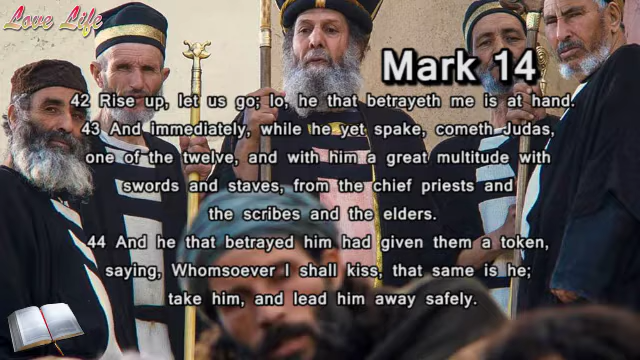 Love Life
Mark 14
42 Rise up, let us go; lo, he that betrayeth me is at hand.
43 And immediately, while he yet spake, cometh Judas,
one of the twelve, and with him a great multitude with
swords and staves, from the chief priests and
the scribes and the elders.
44 And he that betrayed him had given them a token,
saying, Whomsoever I shall kiss, that same is he;
take him, and lead him away safely.